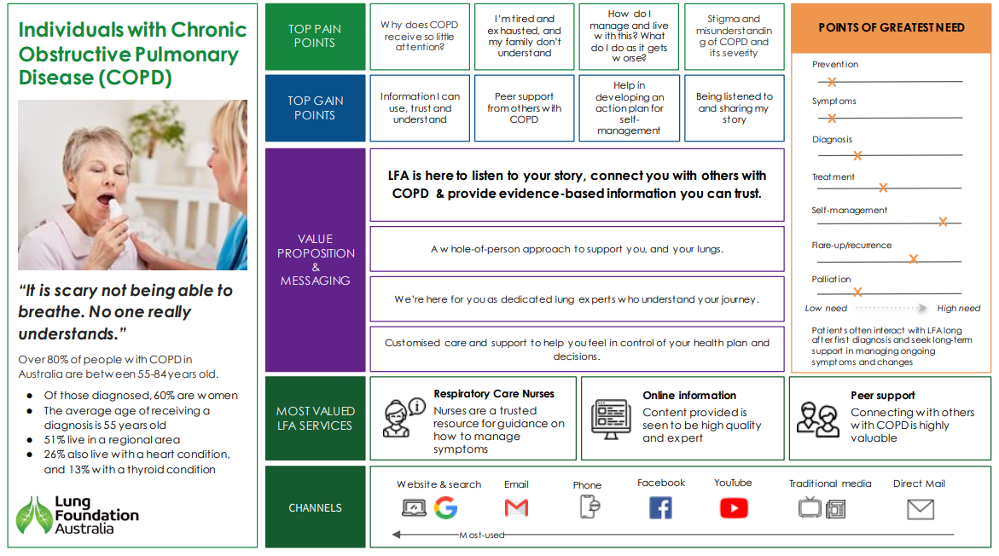 Individuals with Chronic
Obstructive Pulmonary
Disease (COPD)
“It is scary not being able to
breathe. No one really
understands.”
Over 80% of people with COPD in
Australia are between 55-84 years old.
● Of those diagnosed, 60% are women
● The average age of receiving a
diagnosis is 55 years old
● 51% live in a regional area
● 26% also live with a heart condition,
and 13% with a thyroid condition
Lung
Foundation
Australia
TOP PAIN
POINTS
Why does COPD
receive so little
attention?
I’m tired and
exhausted, and
my family don’t
understand
How do I
manage and live
with this? What
do I do as it gets
worse?
Stigma and
misunderstandin
g of COPD and
its severity
TOP GAIN
POINTS
Information I can
use, trust and
understand
Peer support
from others with
COPD
Help in
developing an
action plan for
self-
management
Being listened to
and sharing my
story
VALUE
PROPOSITION
&
MESSAGING
LFA is here to listen to your story, connect you with others with
COPD & provide evidence-based information you can trust.
A whole-of-person approach to support you, and your lungs.
We’re here for you as dedicated lung experts who understand your journey.
Customised care and support to help you feel in control of your health plan and
decisions.
POINTS OF GREATEST NEED
Prevention
Symptoms
Diagnosis
Treatment
Self-management
Flare-up/recurrence
Palliation
Low need
High need
Patients often interact with LFA long
after first diagnosis and seek long-term
support in managing ongoing
symptoms and changes
MOST VALUED
LFA SERVICES
Respiratory Care Nurses
Nurses are a trusted
resource for guidance on
how to manage
symptoms
Online information
Content provided is
seen to be high quality
and expert
Peer support
Connecting with others
with COPD is highly
valuable
CHANNELS
Website & search
Email
Phone
Facebook
YouTube
Traditional media
Direct Mail
Most-used